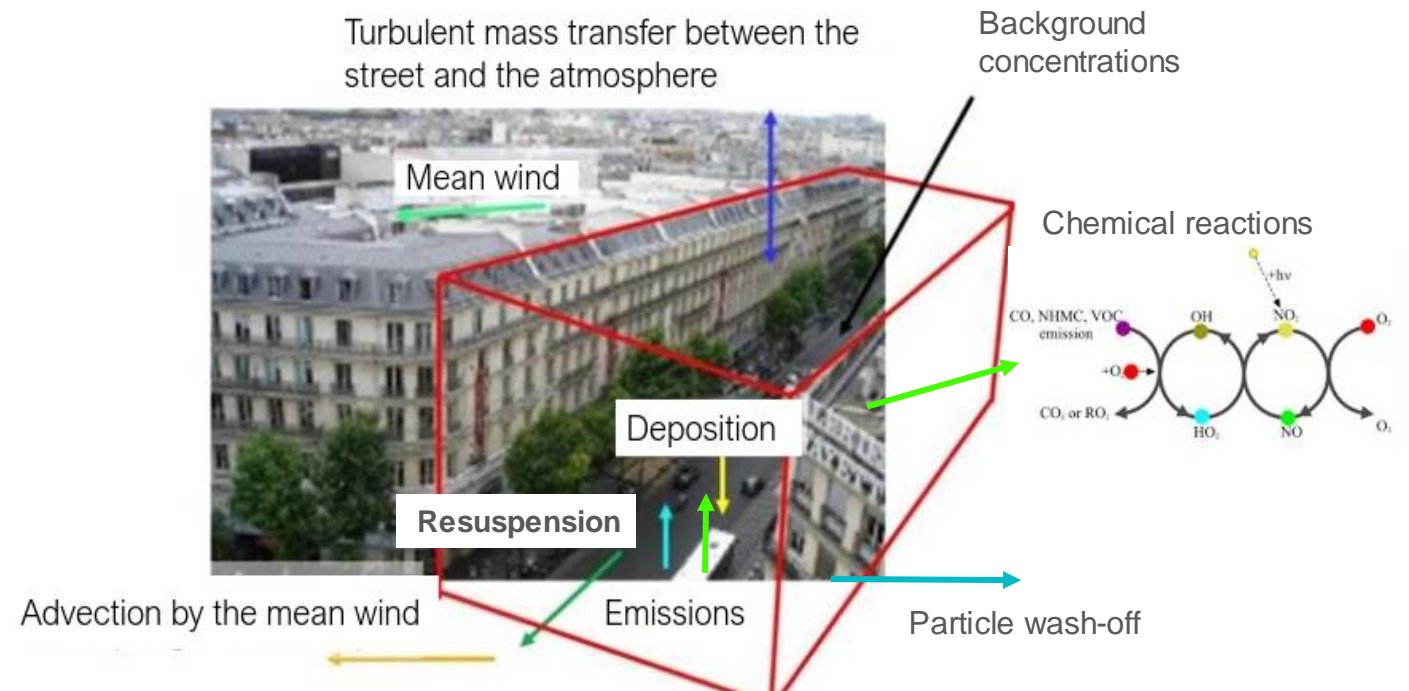 Turbulent mass transfer between the
street and the atmosphere
Background
concentrations
Mean wind
Chemical reactions
+hν
CO, NHMC, VOC
emission
OH
NO₂
O₃
+O₂
CO₂ or RO₂
HO₂
NO
O₂
Deposition
Resuspension
Advection by the mean wind
Emissions
Particle wash-off